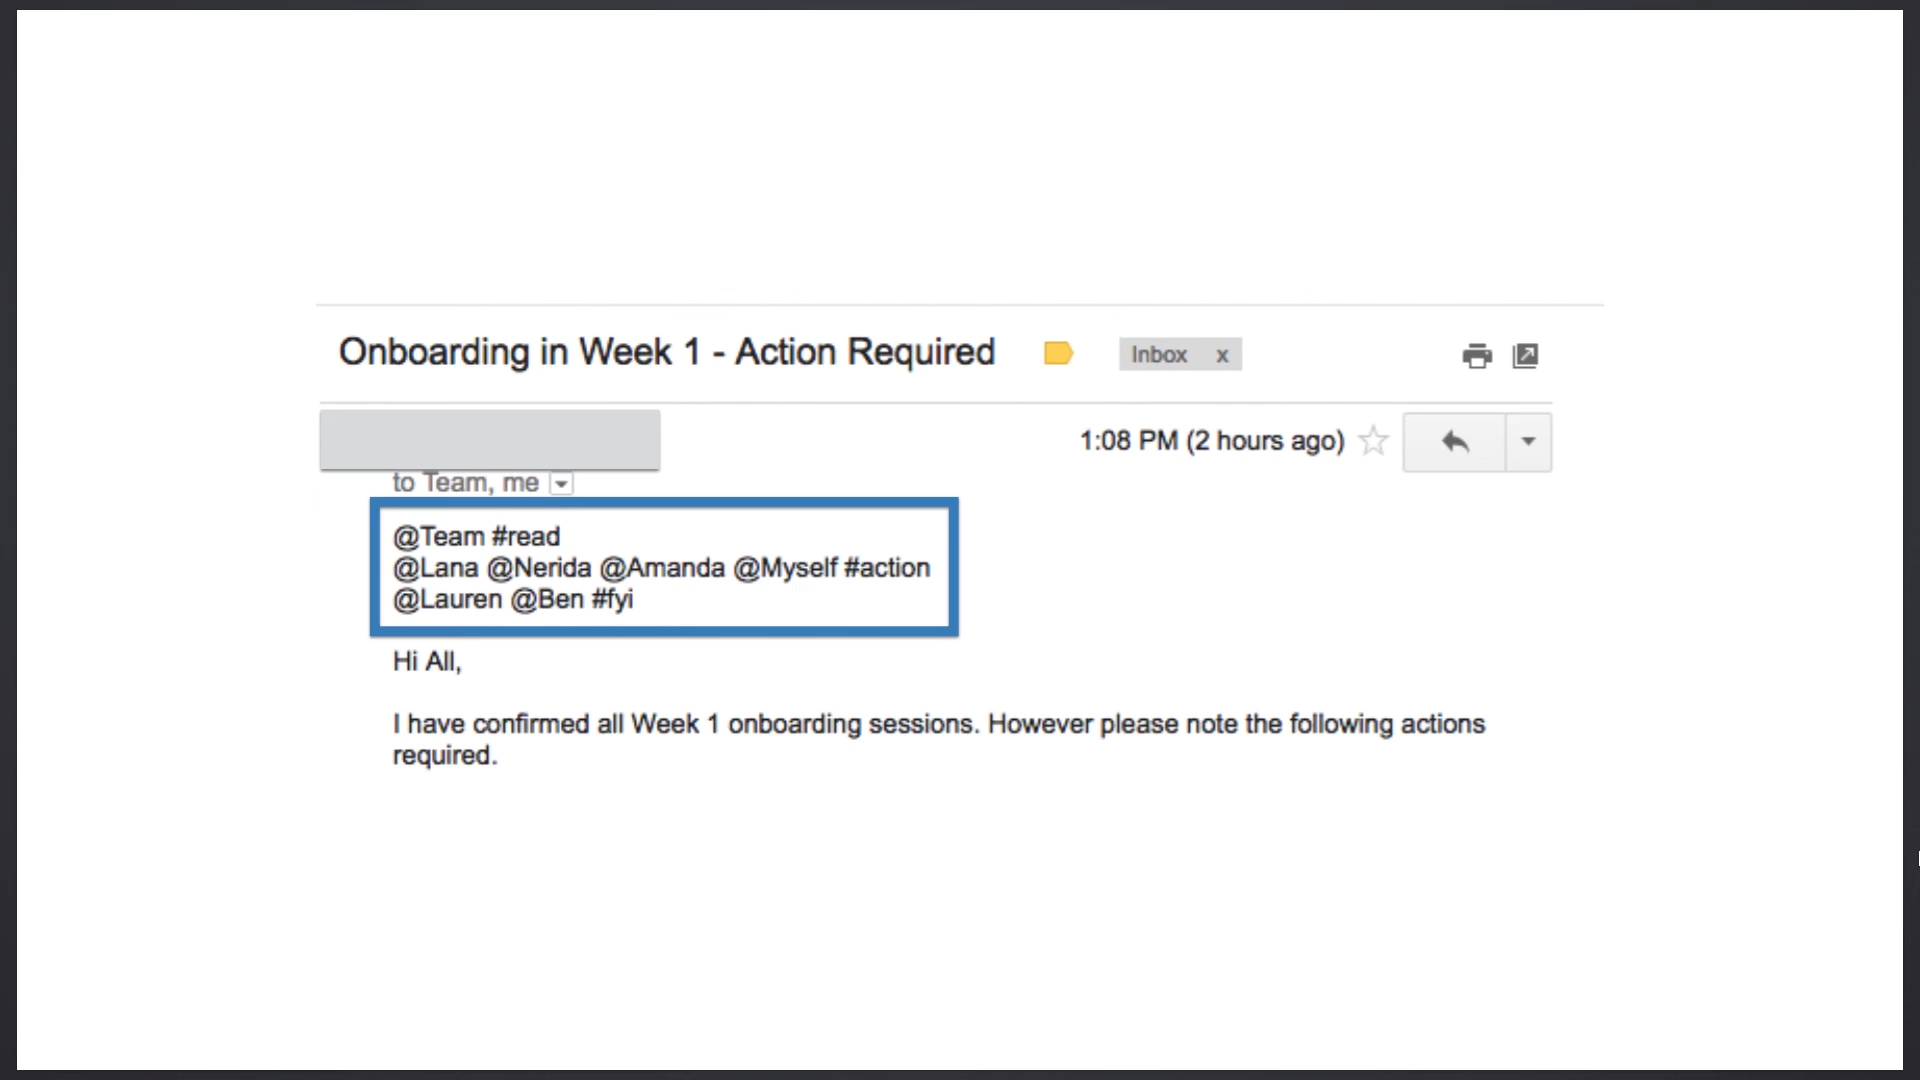 Onboarding in Week 1 - Action Required
Inbox x
1:08 PM (2 hours ago)
to Team, me
@Team #read
@Lana @Nerida @Amanda @Myself #action
@Lauren @Ben #fyi
Hi All,
I have confirmed all Week 1 onboarding sessions. However please note the following actions
required.